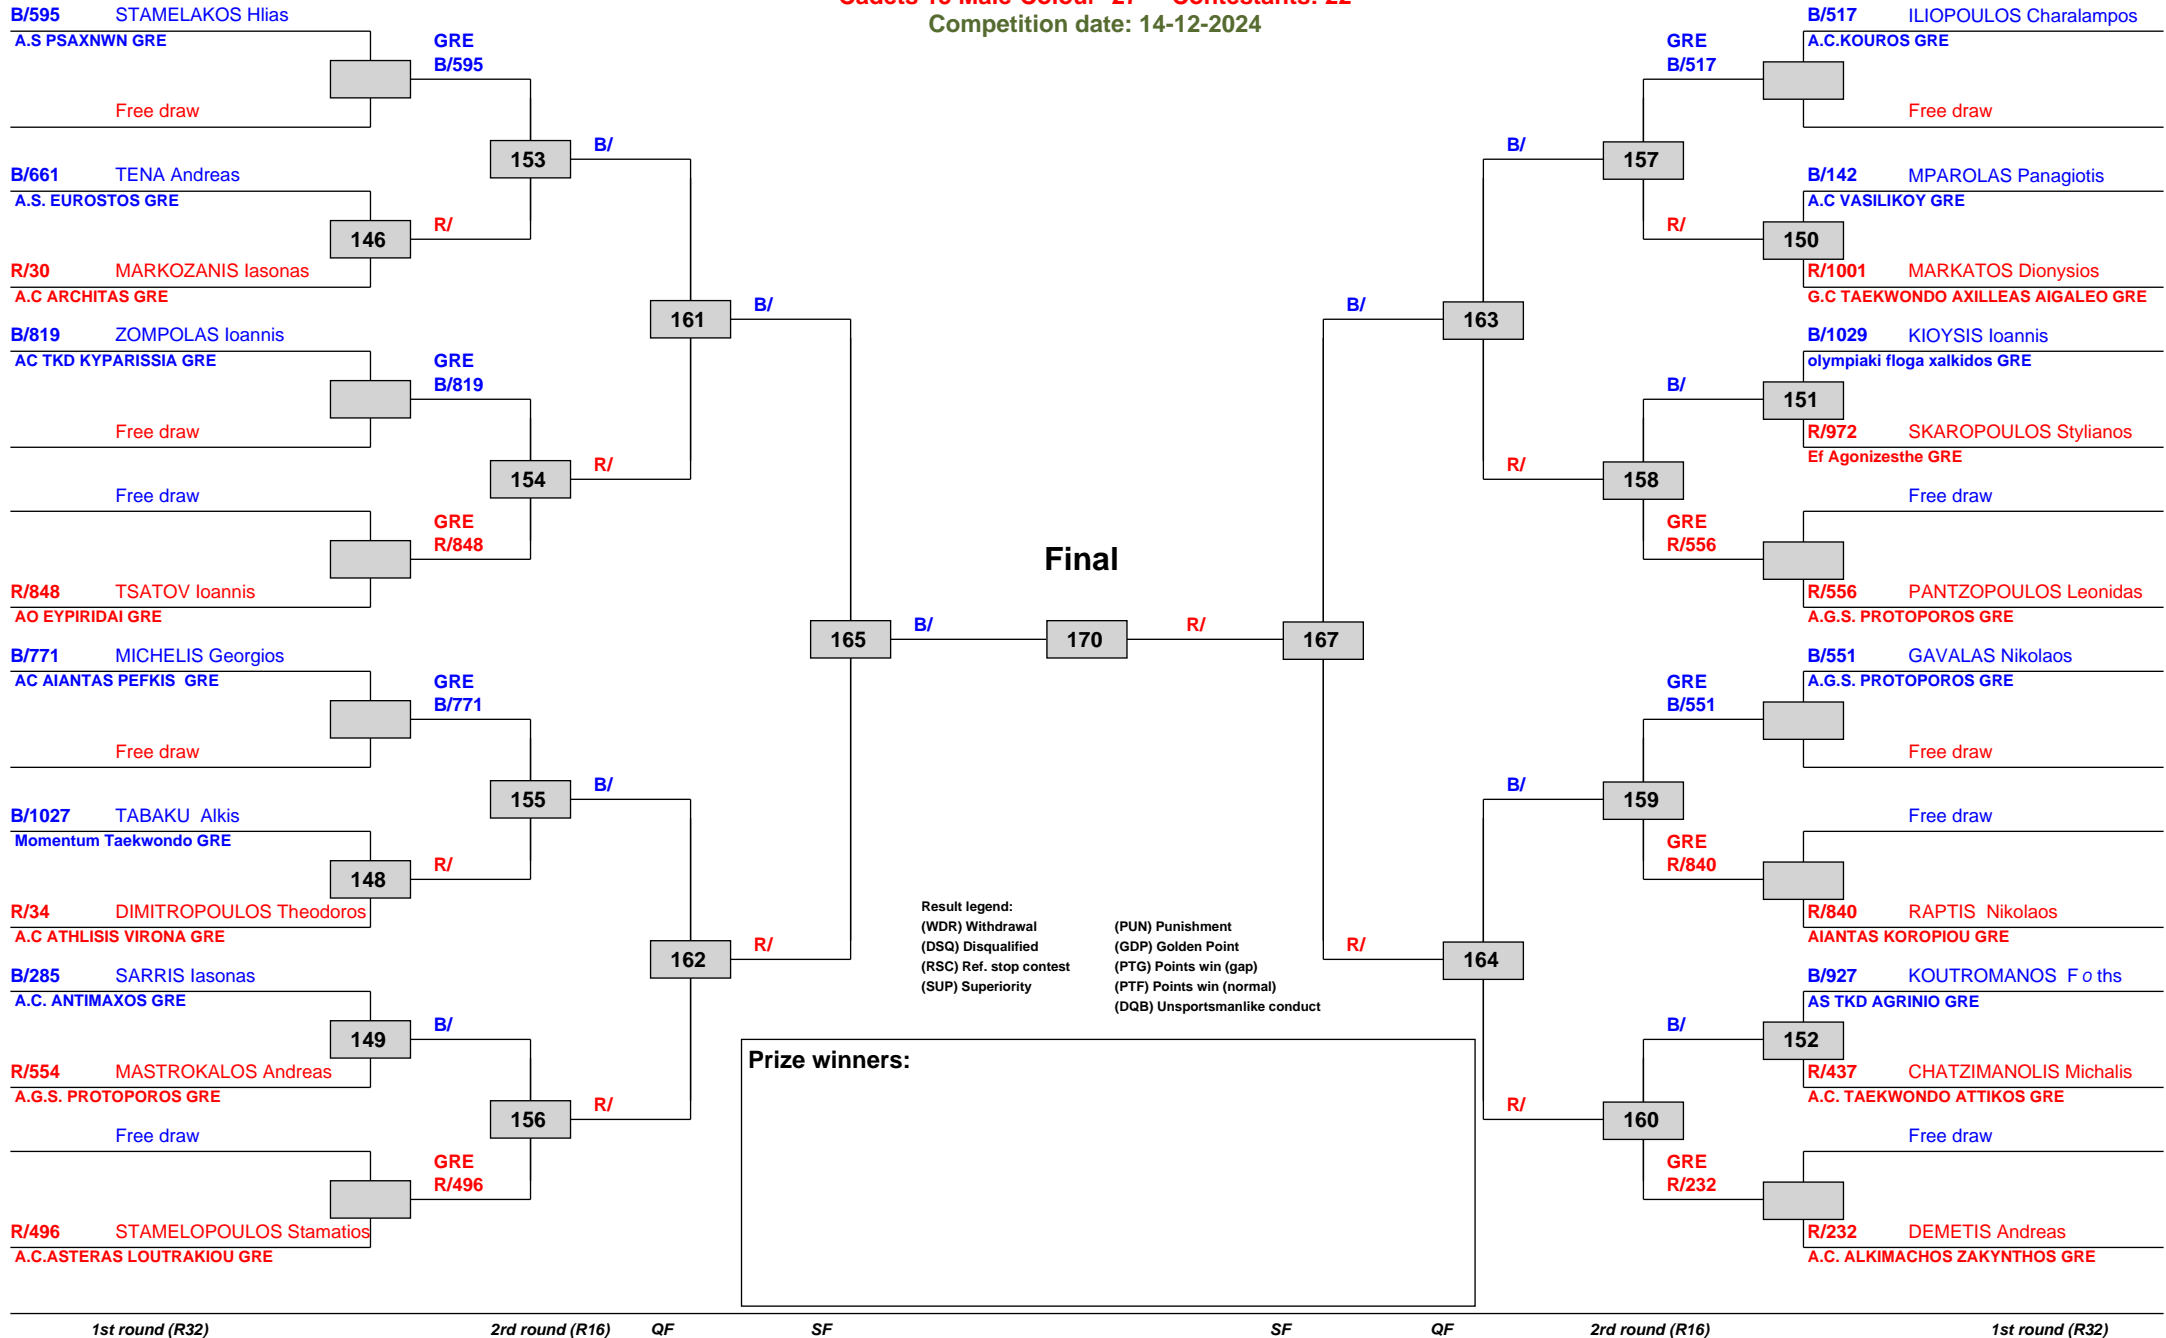 Cadets 10 Male Colour -27 Contestants: 22
Competition date: 14-12-2024
B/595 STAMELAKOS Hlias
A.S PSAXNWN GRE
GRE
B/595
Free draw
153
B/
B/661 TENA Andreas
A.S. EUROSTOS GRE
146
R/
R/30 MARKOZANIS Iasonas
A.C ARCHITAS GRE
161
B/
B/819 ZOMPOLAS Ioannis
AC TKD KYPARISSIA GRE
GRE
B/819
Free draw
154
R/
Free draw
GRE
R/848
R/848 TSATOV Ioannis
AO EYPIRIDAI GRE
165
B/
B/771 MICHELIS Georgios
AC AIANTAS PEFKIS GRE
GRE
B/771
Free draw
155
B/
B/1027 TABAKU Alkis
Momentum Taekwondo GRE
148
R/
R/34 DIMITROPOULOS Theodoros
A.C ATHLISIS VIRONA GRE
162
R/
B/285 SARRIS Iasonas
A.C. ANTIMAXOS GRE
149
B/
R/554 MASTROKALOS Andreas
A.G.S. PROTOPOROS GRE
156
R/
Free draw
GRE
R/496
R/496 STAMELOPOULOS Stamatios
A.C.ASTERAS LOUTRAKIOU GRE
Final
170
R/
167
B/517 ILIOPOULOS Charalampos
A.C.KOUROS GRE
GRE
B/517
Free draw
B/
157
B/142 MPAROLAS Panagiotis
A.C VASILIKOY GRE
R/
150
R/1001 MARKATOS Dionysios
G.C TAEKWONDO AXILLEAS AIGALEO GRE
B/
163
B/1029 KIOYSIS Ioannis
olympiaki floga xalkidos GRE
B/
151
R/972 SKAROPOULOS Stylianos
Ef Agonizesthe GRE
R/
158
Free draw
GRE
R/556
R/556 PANTZOPOULOS Leonidas
A.G.S. PROTOPOROS GRE
B/551 GAVALAS Nikolaos
A.G.S. PROTOPOROS GRE
GRE
B/551
Free draw
B/
159
Free draw
GRE
R/840
R/840 RAPTIS Nikolaos
AIANTAS KOROPIOU GRE
R/
164
B/927 KOUTROMANOS F o ths
AS TKD AGRINIO GRE
B/
152
R/437 CHATZIMANOLIS Michalis
A.C. TAEKWONDO ATTIKOS GRE
R/
160
Free draw
GRE
R/232
R/232 DEMETIS Andreas
A.C. ALKIMACHOS ZAKYNTHOS GRE
Result legend:
(WDR) Withdrawal (PUN) Punishment
(DSQ) Disqualified (GDP) Golden Point
(RSC) Ref. stop contest (PTG) Points win (gap)
(SUP) Superiority (PTF) Points win (normal)
(DQB) Unsportsmanlike conduct
Prize winners:
1st round (R32) 2rd round (R16) QF SF SF QF 2rd round (R16) 1st round (R32)